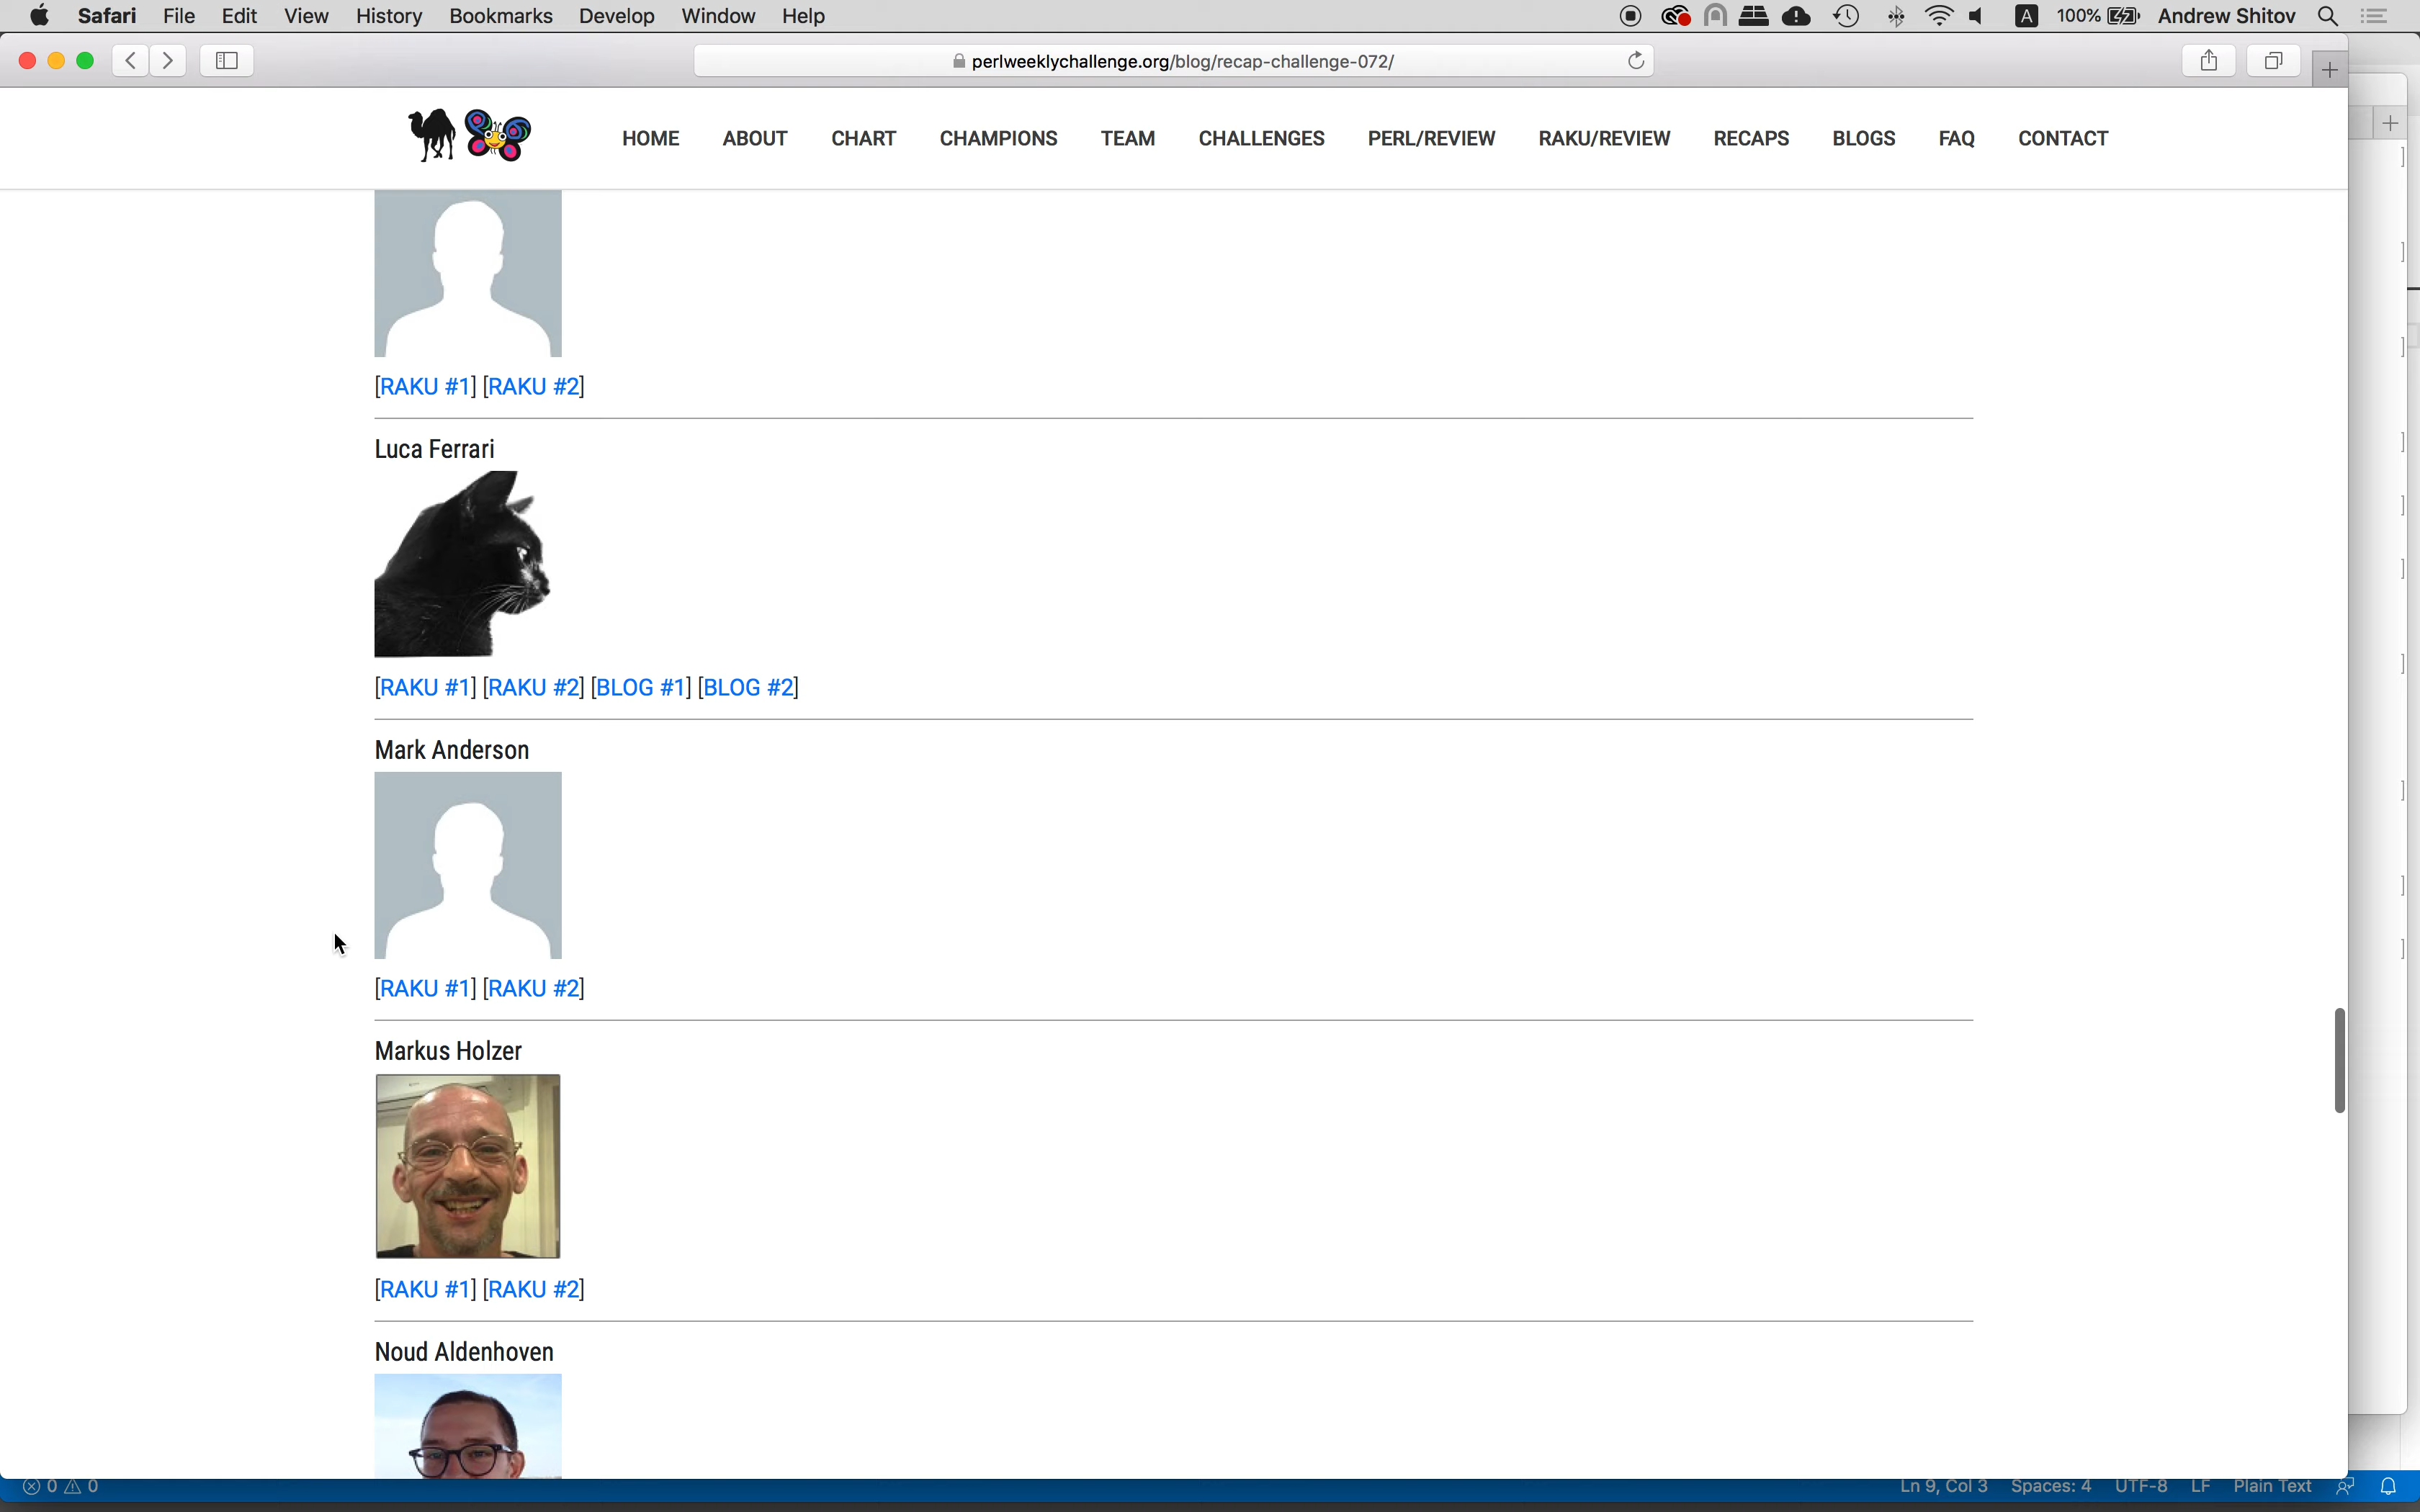 Safari File Edit View History Bookmarks Develop Window Help A 100% Andrew Shitov
perlweeklychallenge.org/blog/recap-challenge-072/
HOME ABOUT CHART CHAMPIONS TEAM CHALLENGES PERL/REVIEW RAKU/REVIEW RECAPS BLOGS FAQ CONTACT
[RAKU #1] [RAKU #2]
Luca Ferrari
[RAKU #1] [RAKU #2] [BLOG #1] [BLOG #2]
Mark Anderson
[RAKU #1] [RAKU #2]
Markus Holzer
[RAKU #1] [RAKU #2]
Noud Aldenhoven
0 0 Ln 9, Col 3 Spaces: 4 UTF-8 LF Plain Text